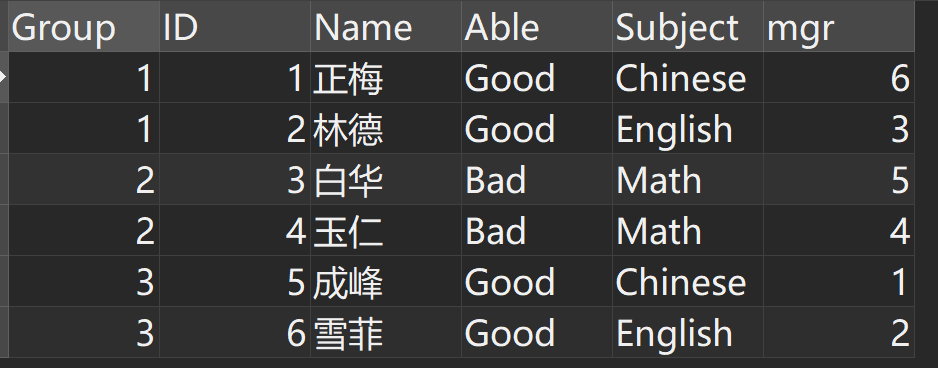 Group ID Name Able Subject mgr
1 1 正梅 Good Chinese 6
1 2 林德 Good English 3
2 3 白华 Bad Math 5
2 4 玉仁 Bad Math 4
3 5 成峰 Good Chinese 1
3 6 雪菲 Good English 2